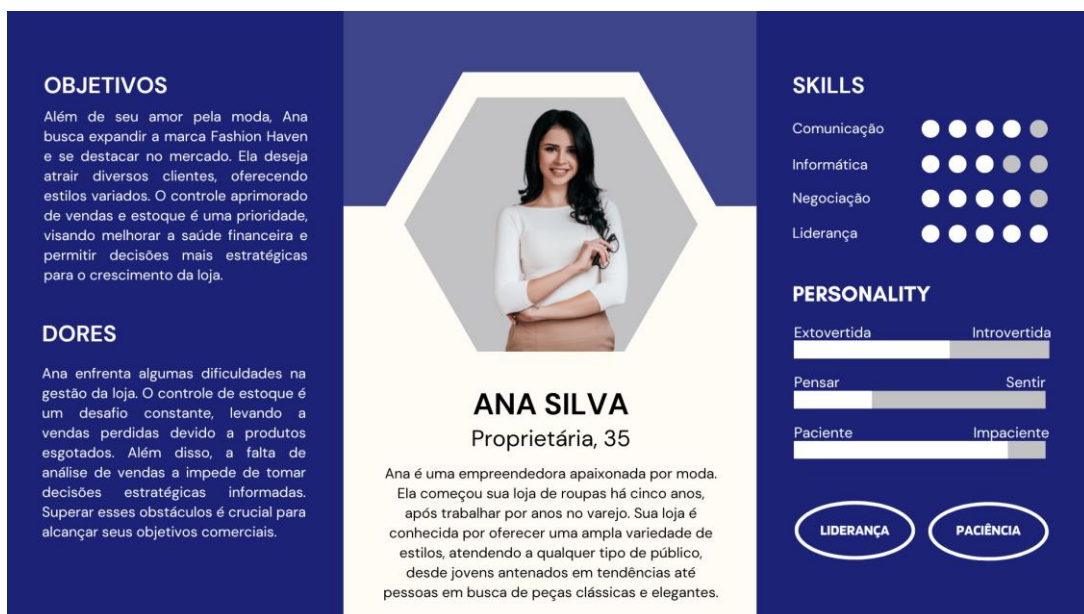 OBJETIVOS
Além de seu amor pela moda, Ana
busca expandir a marca Fashion Haven
e se destacar no mercado. Ela deseja
atrair diversos clientes, oferecendo
estilos variados. O controle aprimorado
de vendas e estoque é uma prioridade,
visando melhorar a saúde financeira e
permitir decisões mais estratégicas
para o crescimento da loja.
DORES
Ana enfrenta algumas dificuldades na
gestão da loja. O controle de estoque é
um desafio constante, levando a
vendas perdidas devido a produtos
esgotados. Além disso, a falta de
análise de vendas a impede de tomar
decisões estratégicas informadas.
Superar esses obstáculos é crucial para
alcançar seus objetivos comerciais.
ANA SILVA
Proprietária, 35
Ana é uma empreendedora apaixonada por moda.
Ela começou sua loja de roupas há cinco anos,
após trabalhar por anos no varejo. Sua loja é
conhecida por oferecer uma ampla variedade de
estilos, atendendo a qualquer tipo de público,
desde jovens antenados em tendências até
pessoas em busca de peças clássicas e elegantes.
SKILLS
Comunicação
Informática
Negociação
Liderança
PERSONALITY
Extovertida Introvertida
Pensar Sentir
Paciente Impaciente
LIDERANÇA PACIÊNCIA